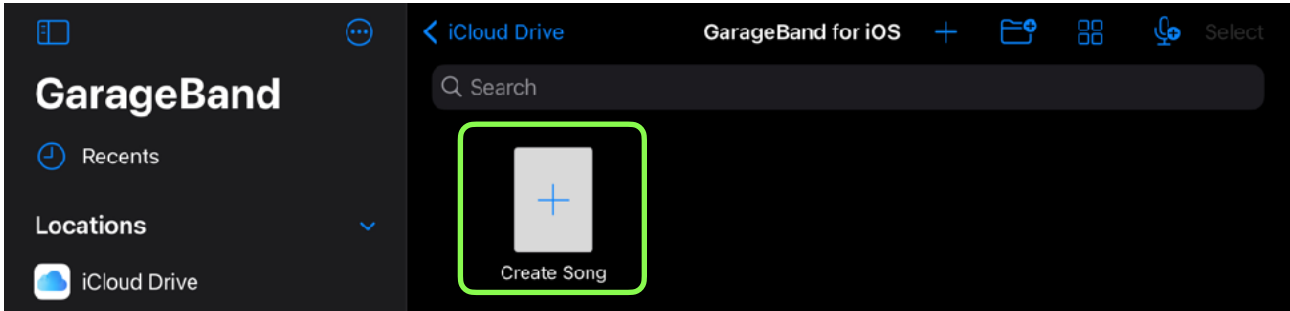 GarageBand
Recents
Locations
iCloud Drive
iCloud Drive
GarageBand for iOS
Select
Search
Create Song